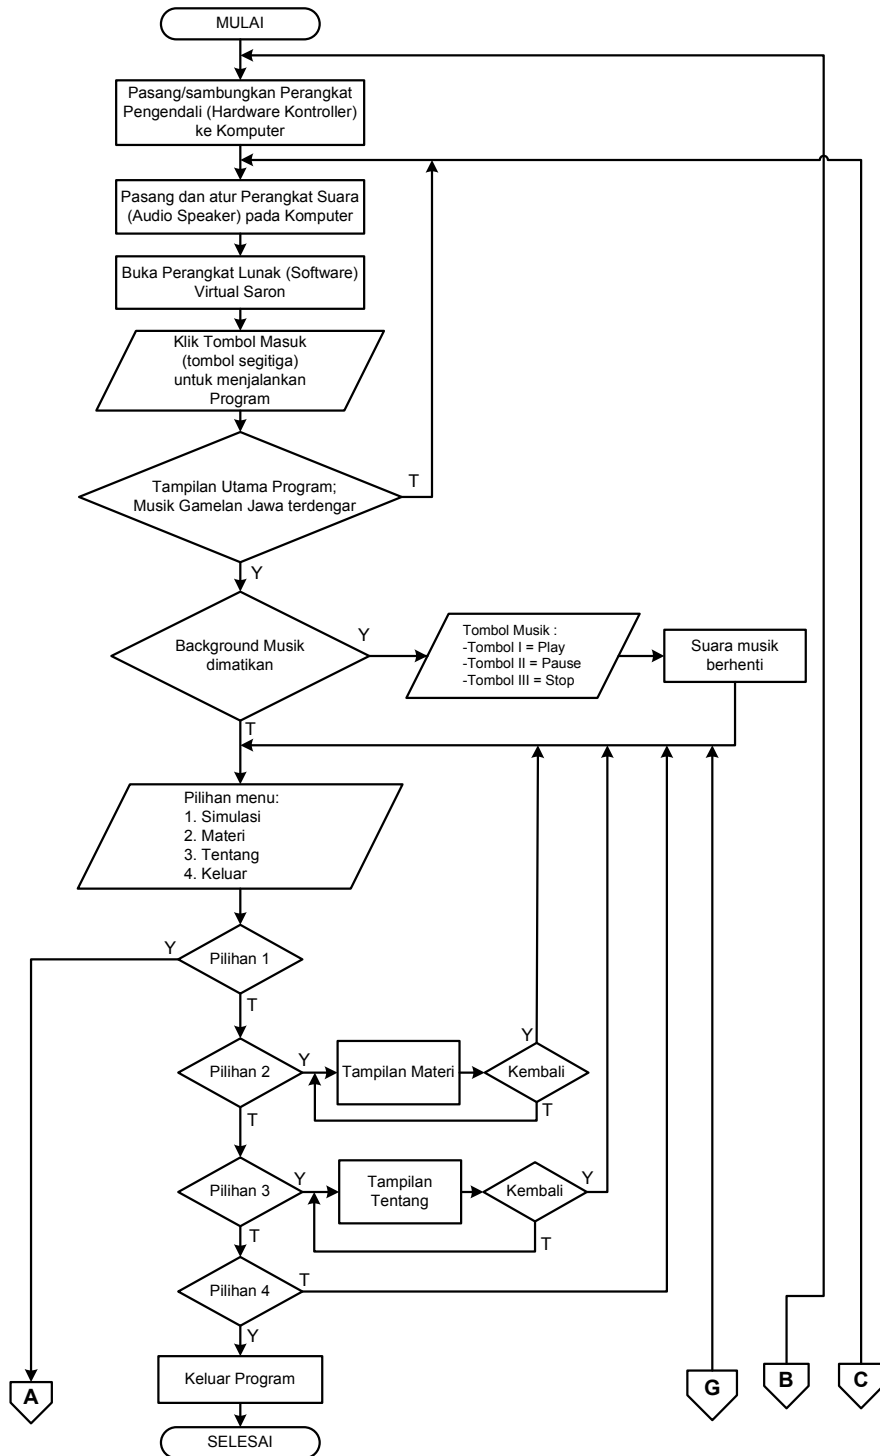 MULAI
Pasang/sambungkan Perangkat
Pengendali (Hardware Kontroller)
ke Komputer
Pasang dan atur Perangkat Suara
(Audio Speaker) pada Komputer
Buka Perangkat Lunak (Software)
Virtual Saron
Klik Tombol Masuk
(tombol segitiga)
untuk menjalankan
Program
Tampilan Utama Program;
Musik Gamelan Jawa terdengar
T
Y
Background Musik
dimatikan
Y
Tombol Musik :
-Tombol I = Play
-Tombol II = Pause
-Tombol III = Stop
Suara musik
berhenti
T
Pilihan menu:
1. Simulasi
2. Materi
3. Tentang
4. Keluar
Y
Pilihan 1
T
Pilihan 2
Y
Tampilan Materi
Kembali
Y
T
T
Pilihan 3
Y
Tampilan
Tentang
Kembali
Y
T
T
Pilihan 4
T
Y
Keluar Program
SELESAI
A
G
B
C